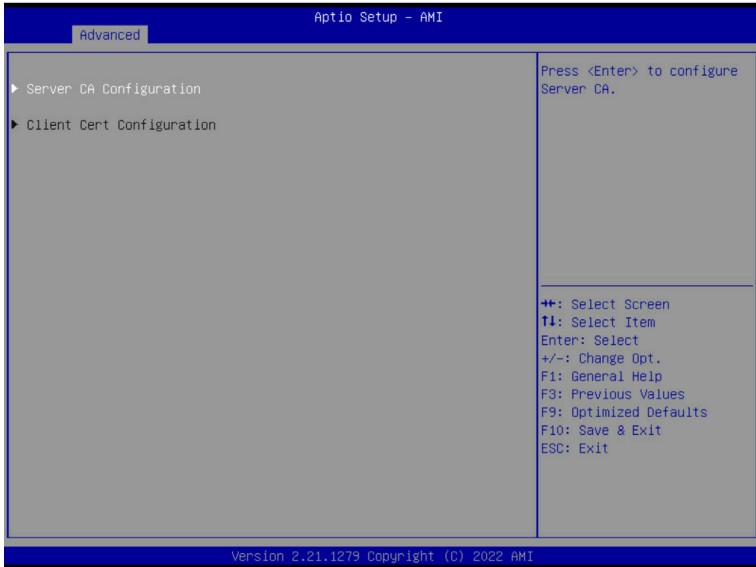 Aptio Setup – AMI
Advanced
▶ Server CA Configuration
▶ Client Cert Configuration
Press <Enter> to configure
Server CA.
→←: Select Screen
↑↓: Select Item
Enter: Select
+/-: Change Opt.
F1: General Help
F3: Previous Values
F9: Optimized Defaults
F10: Save & Exit
ESC: Exit
Version 2.21.1279 Copyright (C) 2022 AMI